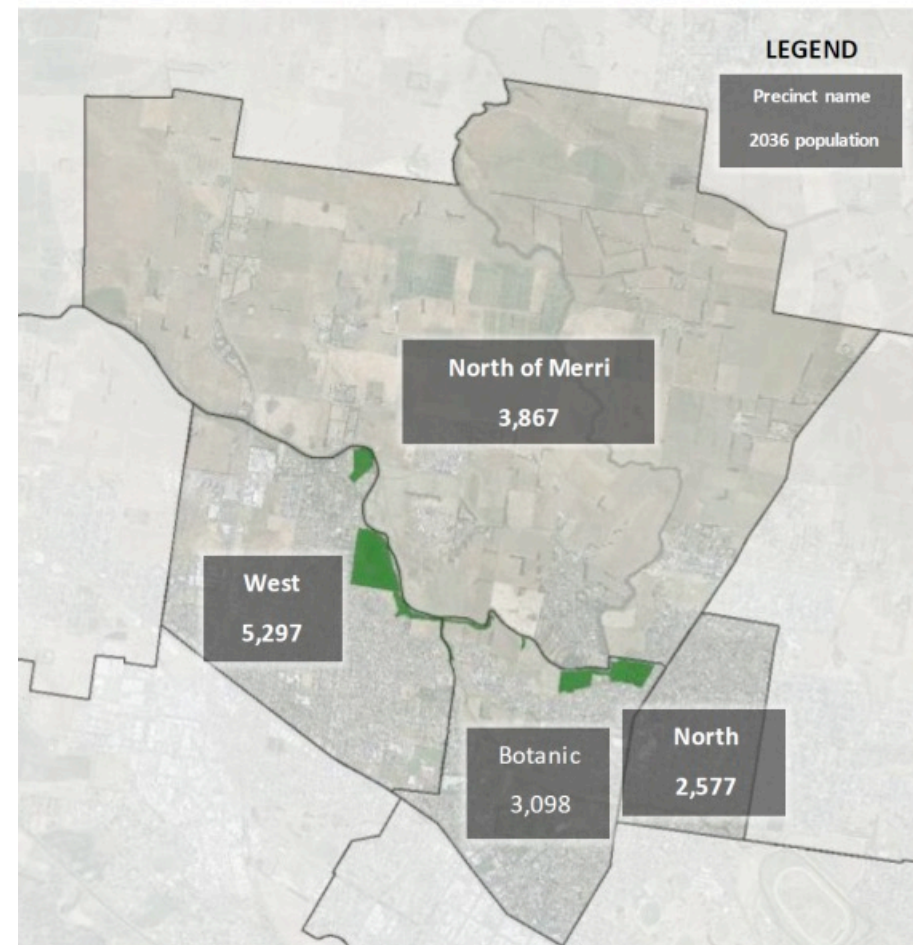 LEGEND
Precinct name
2036 population
North of Merri
3,867
West
5,297
Botanic
3,098
North
2,577